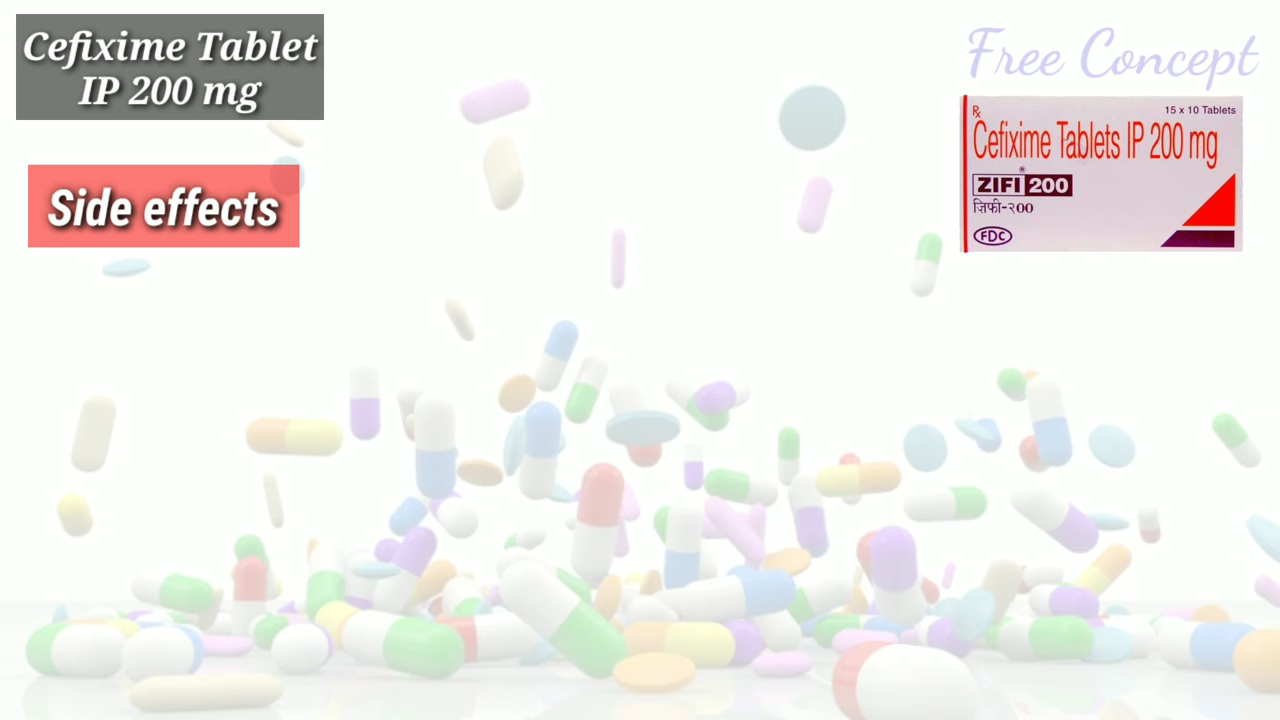 Cefixime Tablet
IP 200 mg
Side effects
Free Concept
Rx
15 x 10 Tablets
Cefixime Tablets IP 200 mg
ZIFI® 200
ज़िफी-२००
FDC